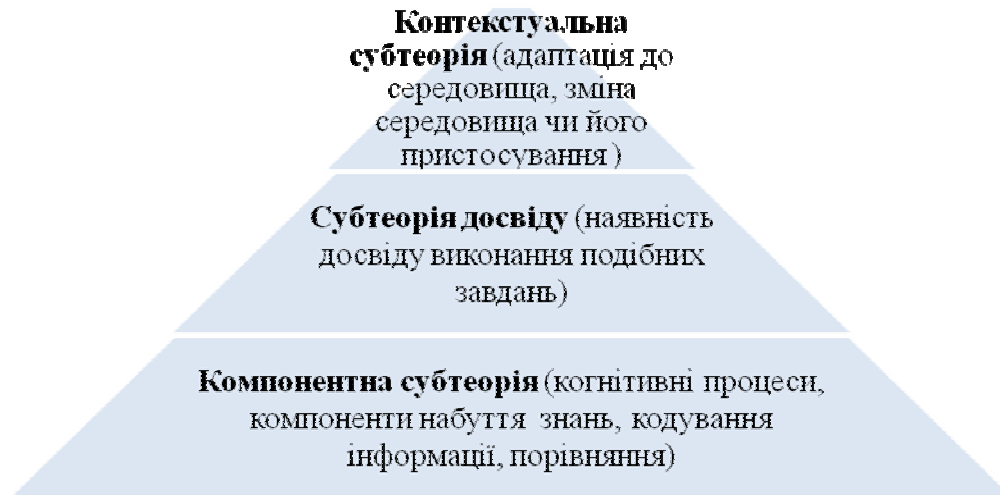 Контекстуальна
субтеорія (адаптація до
середовища, зміна
середовища чи його
пристосування )
Субтеорія досвіду (наявність
досвіду виконання подібних
завдань)
Компонентна субтеорія (когнітивні процеси,
компоненти набуття знань, кодування
інформації, порівняння)